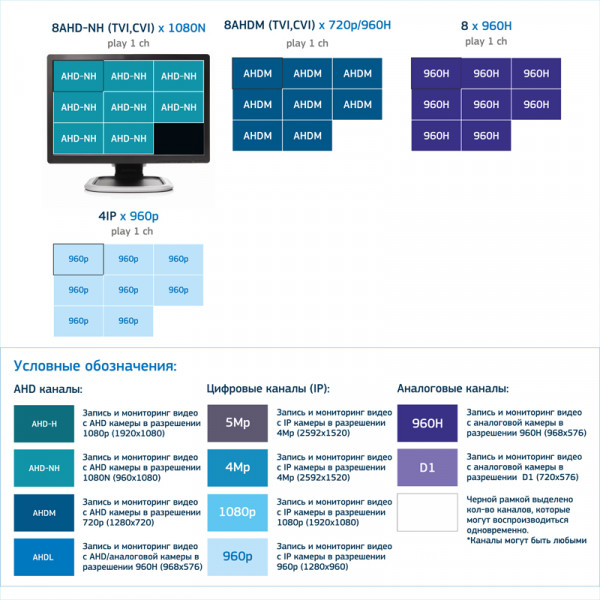 8AHD-NH (TVI,CVI) x 1080N
play 1 ch
AHD-NH AHD-NH AHD-NH
AHD-NH AHD-NH AHD-NH
AHD-NH AHD-NH
8AHDM (TVI,CVI) x 720p/960H
play 1 ch
AHDM AHDM AHDM
AHDM AHDM AHDM
AHDM AHDM
8 x 960H
play 1 ch
960H 960H 960H
960H 960H 960H
960H 960H
4IP x 960p
play 1 ch
960p 960p 960p
960p 960p 960p
960p 960p
Условные обозначения:
AHD каналы:
AHD-H
Запись и мониторинг видео
с AHD камеры в разрешении
1080p (1920x1080)
AHD-NH
Запись и мониторинг видео
с AHD камеры в разрешении
1080N (960x1080)
AHDM
Запись и мониторинг видео
с AHD камеры в разрешении
720p (1280x720)
AHDL
Запись и мониторинг видео
с AHD/аналоговой камеры в
разрешении 960H (968x576)
Цифровые каналы (IP):
5Mp
Запись и мониторинг видео
с IP камеры в разрешении
4Mp (2592x1520)
4Mp
Запись и мониторинг видео
с IP камеры в разрешении
4Mp (2592x1520)
1080p
Запись и мониторинг видео
с IP камеры в разрешении
1080p (1920x1080)
960p
Запись и мониторинг видео
с IP камеры в разрешении
960p (1280x960)
Аналоговые каналы:
960H
Запись и мониторинг видео
с аналоговой камеры в
разрешении 960H (968x576)
D1
Запись и мониторинг видео
с аналоговой камеры в
разрешении D1 (720x576)
Черной рамкой выделено
кол-во каналов, которые
могут воспроизводиться
одновременно.
*Каналы могут быть любыми